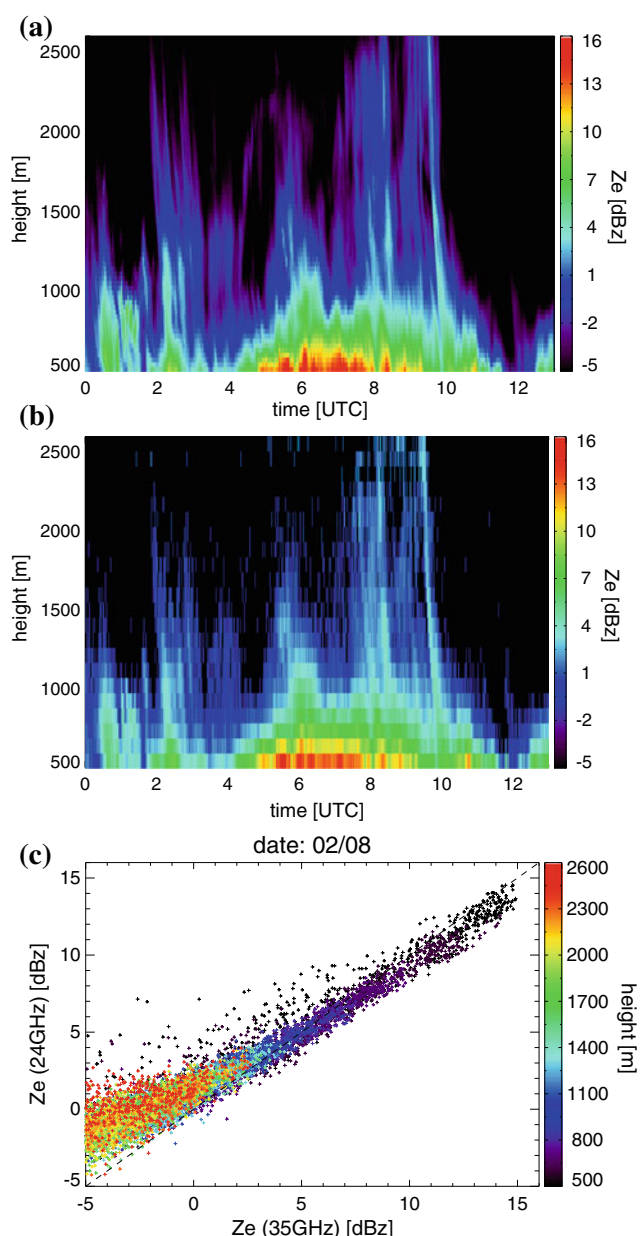 (a)
2500
2000
1500
1000
500
height [m]
0 2 4 6 8 10 12
time [UTC]
16
13
10
7
4
1
-2
-5
Ze [dBz]
(b)
2500
2000
1500
1000
500
height [m]
0 2 4 6 8 10 12
time [UTC]
16
13
10
7
4
1
-2
-5
Ze [dBz]
(c)
date: 02/08
15
10
5
0
-5
Ze (24GHz) [dBz]
-5 0 5 10 15
Ze (35GHz) [dBz]
2600
2300
2000
1700
1400
1100
800
500
height [m]